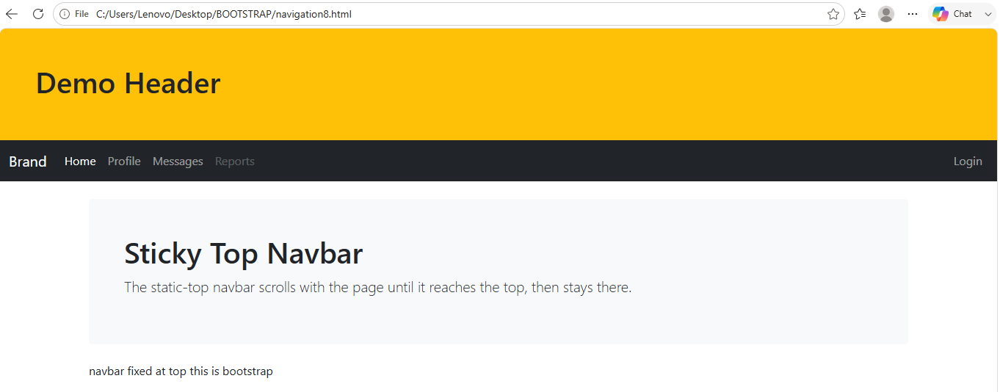 File C:/Users/Lenovo/Desktop/BOOTSTRAP/navigation8.html Chat
Demo Header
Brand Home Profile Messages Reports Login
Sticky Top Navbar
The static-top navbar scrolls with the page until it reaches the top, then stays there.
navbar fixed at top this is bootstrap